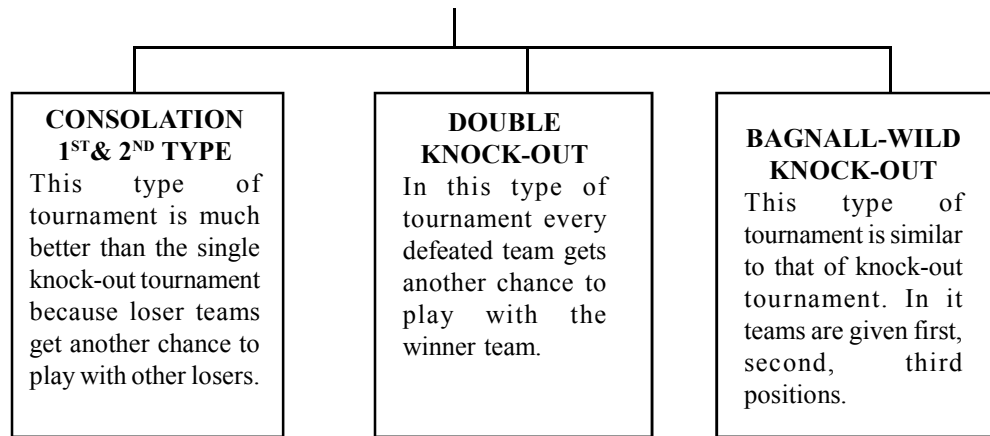 CONSOLATION
1ST& 2ND TYPE
This type of
tournament is much
better than the single
knock-out tournament
because loser teams
get another chance to
play with other losers.
DOUBLE
KNOCK-OUT
In this type of
tournament every
defeated team gets
another chance to
play with the
winner team.
BAGNALL-WILD
KNOCK-OUT
This type of
tournament is similar
to that of knock-out
tournament. In it
teams are given first,
second, third
positions.